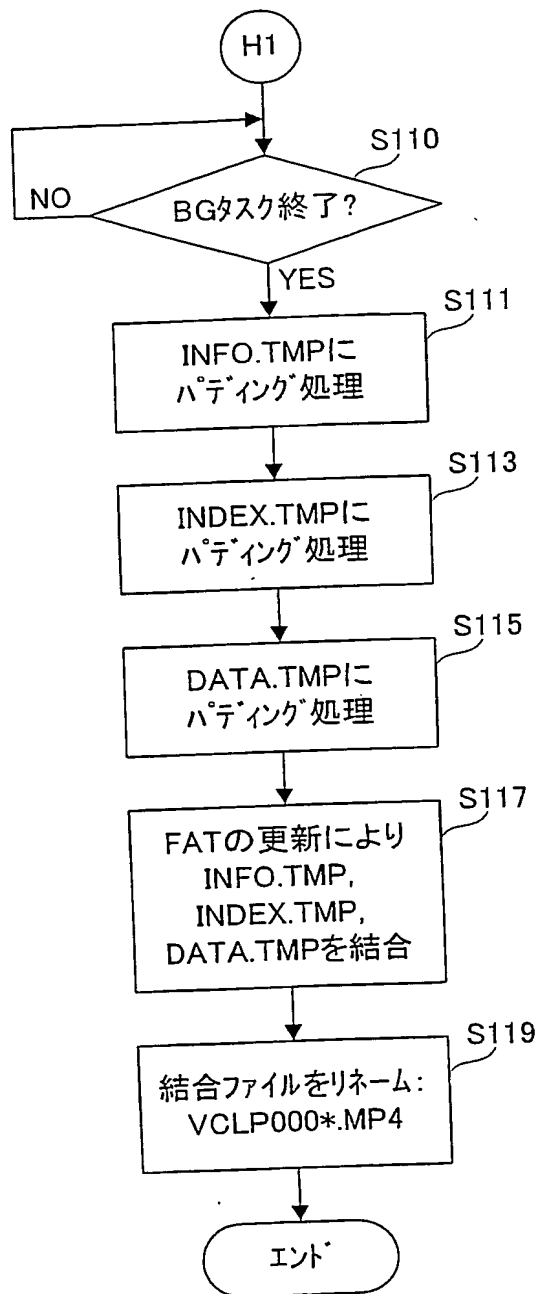 H1
S110
NO
BGタスク終了?
YES
S111
INFO.TMPに
ﾊﾟﾃﾞｨﾝｸﾞ処理
S113
INDEX.TMPに
ﾊﾟﾃﾞｨﾝｸﾞ処理
S115
DATA.TMPに
ﾊﾟﾃﾞｨﾝｸﾞ処理
S117
FATの更新により
INFO.TMP,
INDEX.TMP,
DATA.TMPを結合
S119
結合ファイルをリネーム:
VCLP000*.MP4
ｴﾝﾄﾞ